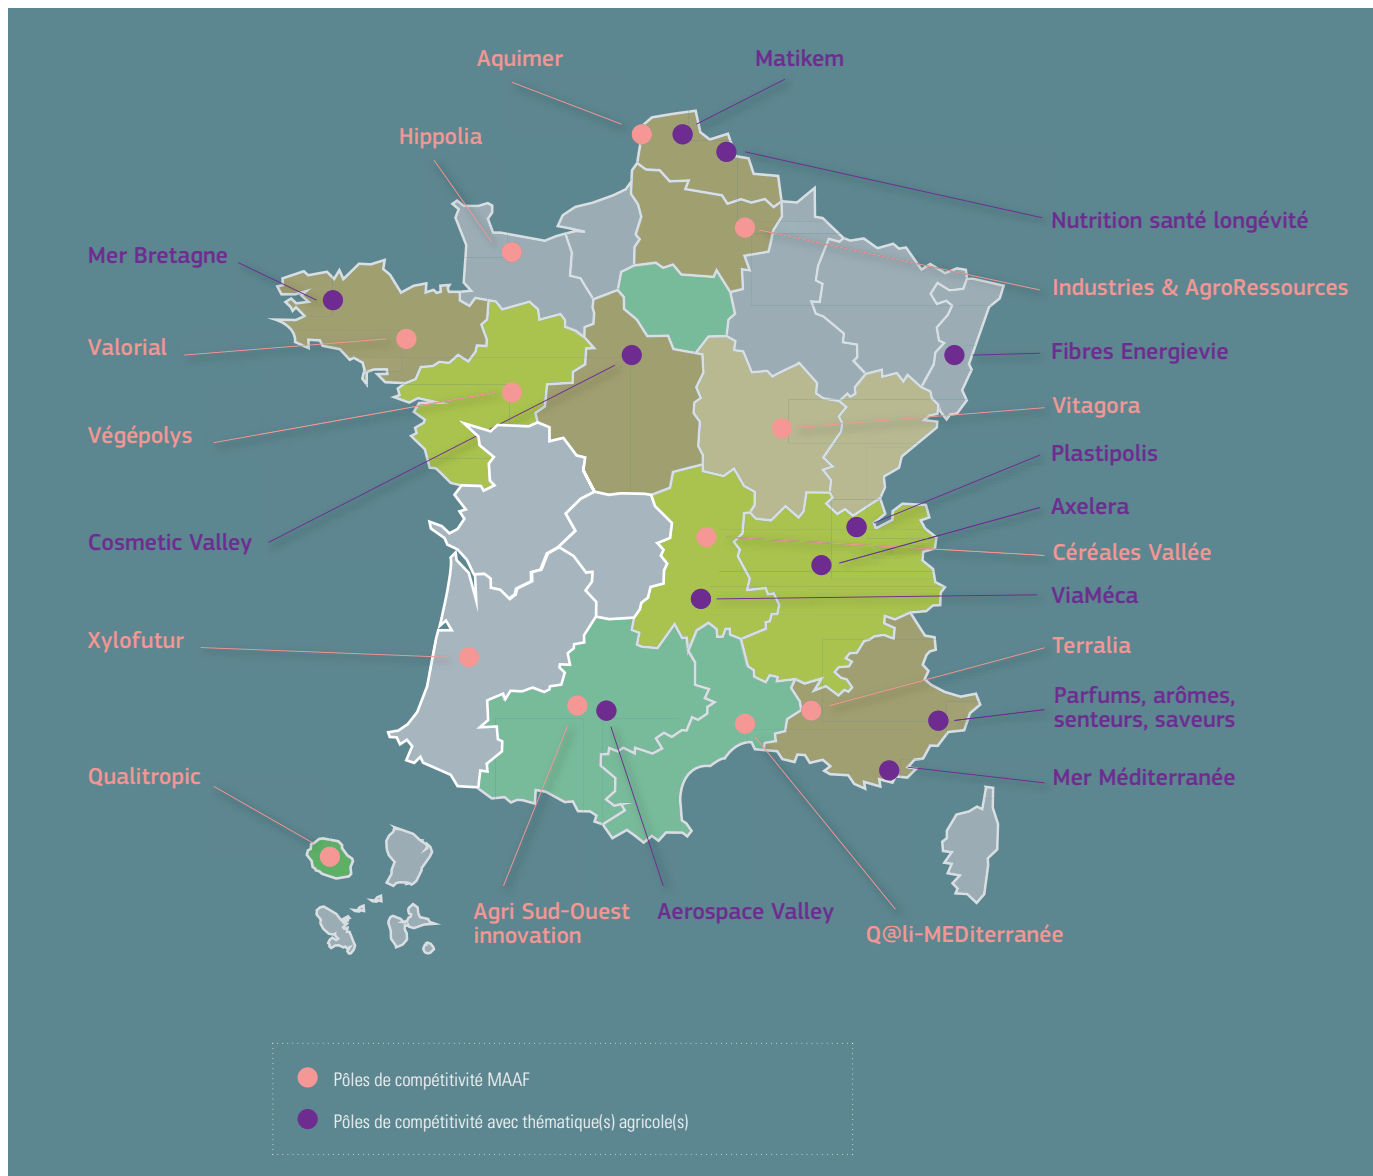 Aquimer
Matikem
Hippolia
Nutrition santé longévité
Mer Bretagne
Industries & AgroRessources
Valorial
Fibres Energievie
Vitagora
Végépolys
Plastipolis
Axelera
Cosmetic Valley
Céréales Vallée
ViaMéca
Xylofutur
Terralia
Parfums, arômes,
senteurs, saveurs
Qualitropic
Mer Méditerranée
Agri Sud-Ouest
innovation
Aerospace Valley
Q@li-MEDiterranée
Pôles de compétitivité MAAF
Pôles de compétitivité avec thématique(s) agricole(s)